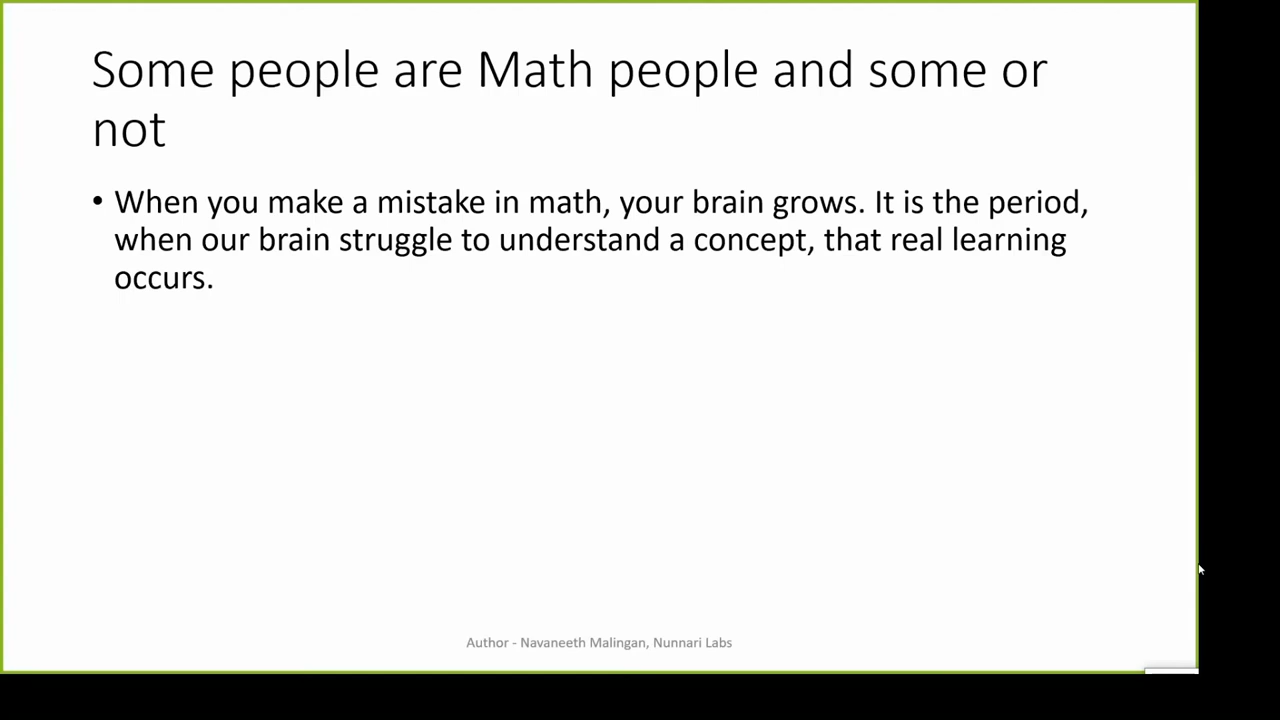 Some people are Math people and some or
not
• When you make a mistake in math, your brain grows. It is the period,
when our brain struggle to understand a concept, that real learning
occurs.
Author - Navaneeth Malingan, Nunnari Labs